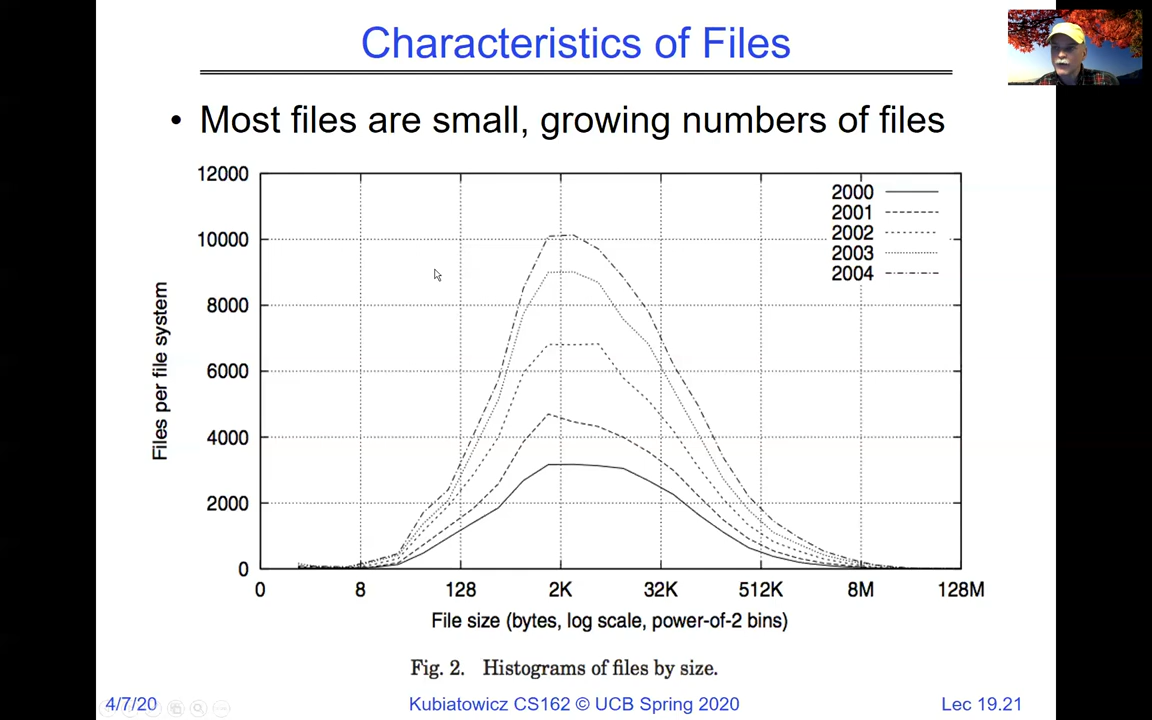 Characteristics of Files
• Most files are small, growing numbers of files
12000
10000
8000
6000
4000
2000
0
Files per file system
2000
2001
2002
2003
2004
0 8 128 2K 32K 512K 8M 128M
File size (bytes, log scale, power-of-2 bins)
Fig. 2. Histograms of files by size.
4/7/20 Kubiatowicz CS162 © UCB Spring 2020 Lec 19.21